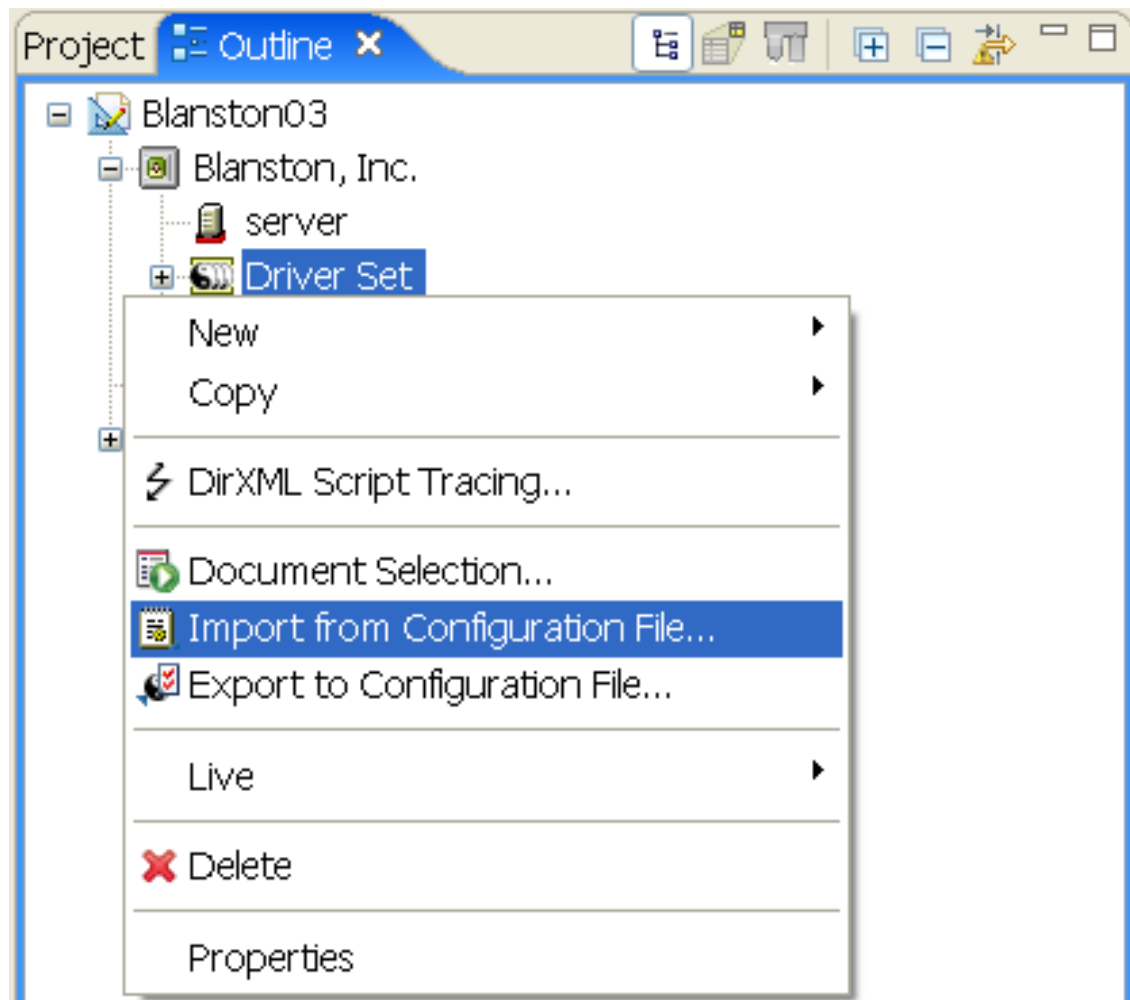 Project Outline
Blanston03
Blanston, Inc.
server
Driver Set
New
Copy
DirXML Script Tracing...
Document Selection...
Import from Configuration File...
Export to Configuration File...
Live
Delete
Properties